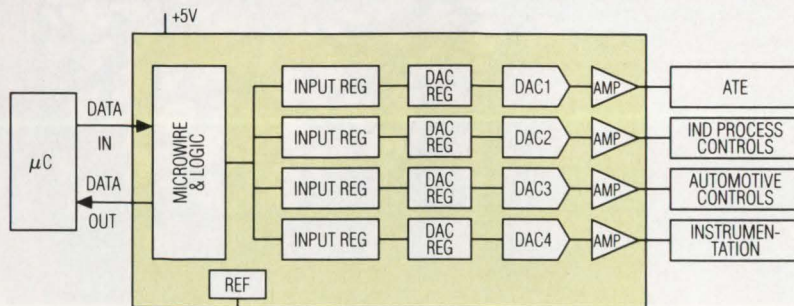 +5V
μC
DATA
IN
DATA
OUT
MICROWIRE
& LOGIC
INPUT REG
DAC
REG
DAC1
AMP
ATE
INPUT REG
DAC
REG
DAC2
AMP
IND PROCESS
CONTROLS
INPUT REG
DAC
REG
DAC3
AMP
AUTOMOTIVE
CONTROLS
INPUT REG
DAC
REG
DAC4
AMP
INSTRUMEN-
TATION
REF